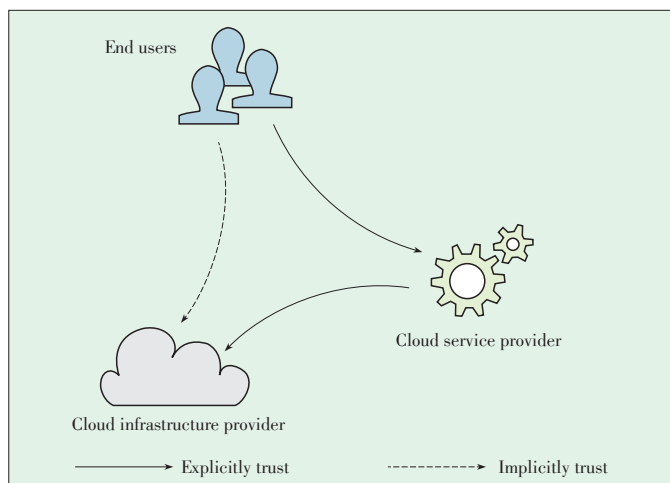 End users
Cloud service provider
Cloud infrastructure provider
Explicitly trust
Implicitly trust